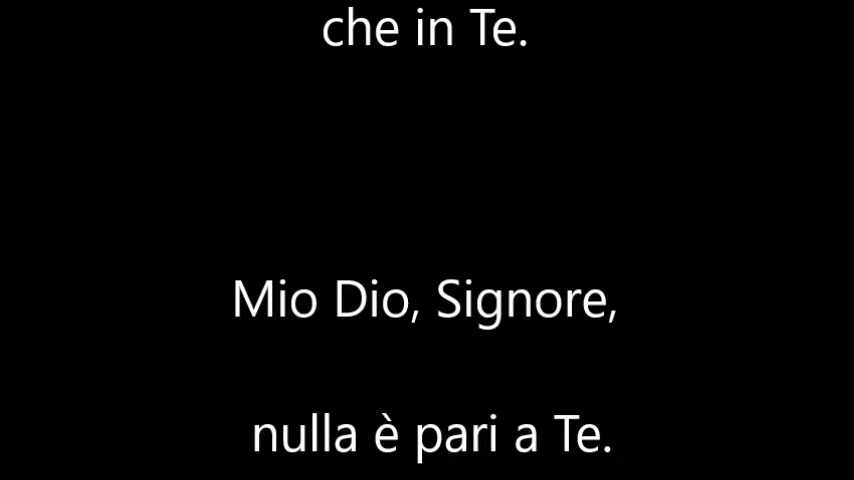 che in Te.
Mio Dio, Signore,
nulla è pari a Te.